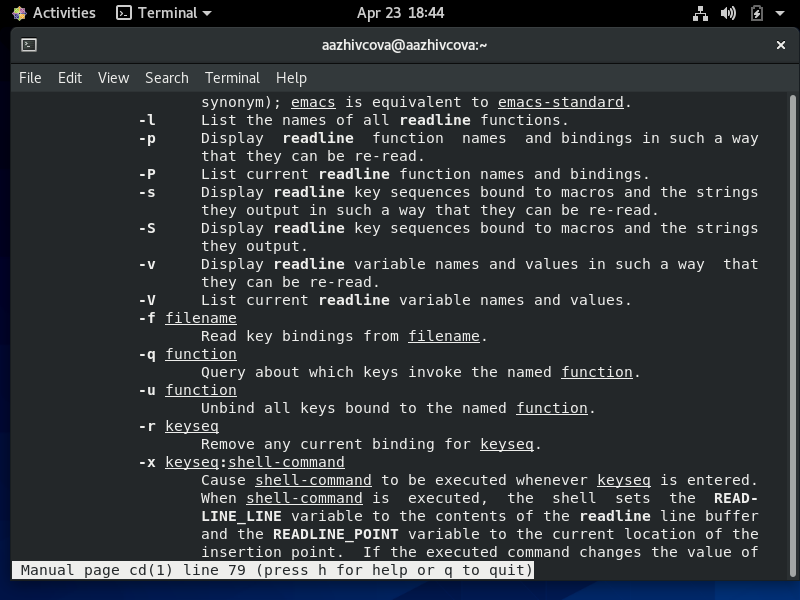 Activities Terminal Apr 23 18:44
aazhivcova@aazhivcova:~
File Edit View Search Terminal Help
synonym); emacs is equivalent to emacs-standard.
-l List the names of all readline functions.
-p Display readline function names and bindings in such a way
that they can be re-read.
-P List current readline function names and bindings.
-s Display readline key sequences bound to macros and the strings
they output in such a way that they can be re-read.
-S Display readline key sequences bound to macros and the strings
they output.
-v Display readline variable names and values in such a way that
they can be re-read.
-V List current readline variable names and values.
-f filename
Read key bindings from filename.
-q function
Query about which keys invoke the named function.
-u function
Unbind all keys bound to the named function.
-r keyseq
Remove any current binding for keyseq.
-x keyseq:shell-command
Cause shell-command to be executed whenever keyseq is entered.
When shell-command is executed, the shell sets the READ-
LINE_LINE variable to the contents of the readline line buffer
and the READLINE_POINT variable to the current location of the
insertion point. If the executed command changes the value of
Manual page cd(1) line 79 (press h for help or q to quit)